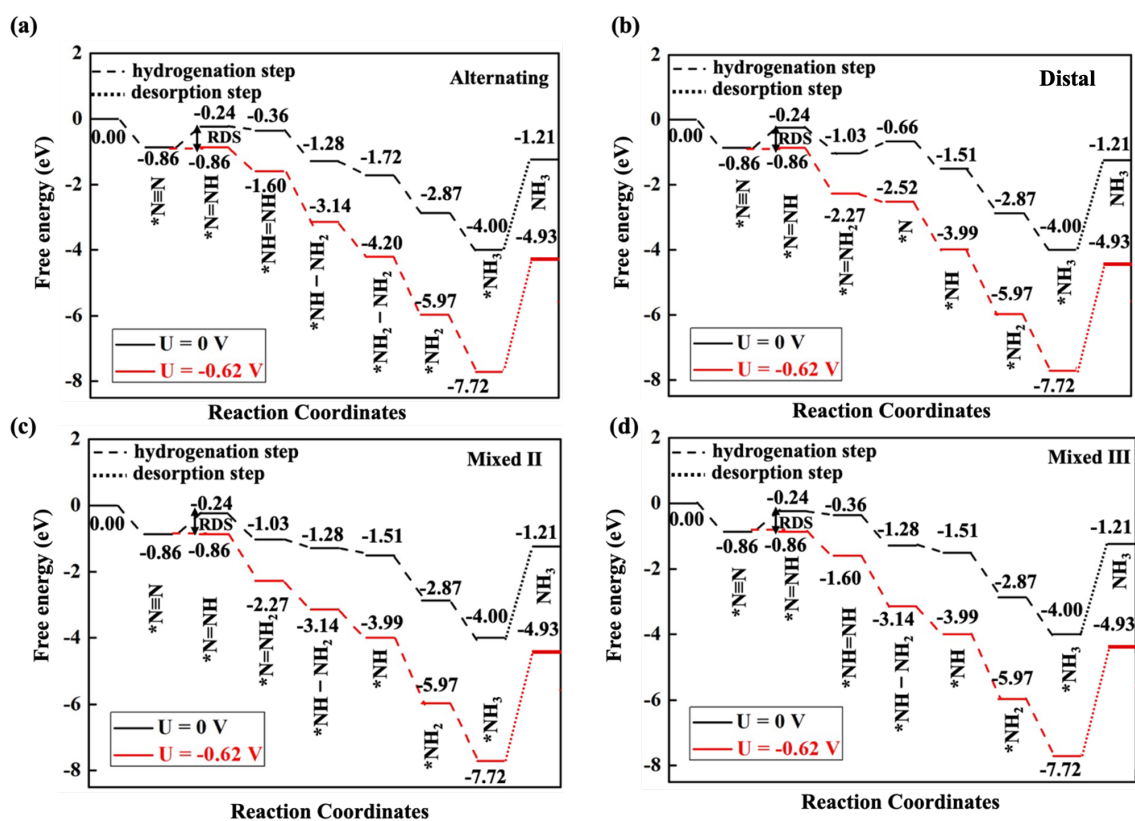 (a)
2
0
-2
-4
-6
-8
Free energy (eV)
Reaction Coordinates
hydrogenation step
desorption step
Alternating
0.00
-0.86
-0.24
RDS
-0.86
-0.36
-1.60
-1.28
-3.14
-1.72
-4.20
-2.87
-5.97
-4.00
-7.72
-1.21
-4.93
*N≡N
*N=NH
*NH=NH
*NH – NH₂
*NH₂ – NH₂
*NH₂
*NH₃
NH₃
U = 0 V
U = -0.62 V
(b)
2
0
-2
-4
-6
-8
Free energy (eV)
Reaction Coordinates
hydrogenation step
desorption step
Distal
0.00
-0.86
-0.24
RDS
-0.86
-1.03
-2.27
-0.66
-2.52
-1.51
-3.99
-2.87
-5.97
-4.00
-7.72
-1.21
-4.93
*N≡N
*N=NH
*N=NH₂
*N
*NH
*NH₂
*NH₃
NH₃
U = 0 V
U = -0.62 V
(c)
2
0
-2
-4
-6
-8
Free energy (eV)
Reaction Coordinates
hydrogenation step
desorption step
Mixed II
0.00
-0.86
-0.24
RDS
-0.86
-1.03
-2.27
-1.28
-3.14
-1.51
-3.99
-2.87
-5.97
-4.00
-7.72
-1.21
-4.93
*N≡N
*N=NH
*N=NH₂
*NH – NH₂
*NH
*NH₂
*NH₃
NH₃
U = 0 V
U = -0.62 V
(d)
2
0
-2
-4
-6
-8
Free energy (eV)
Reaction Coordinates
hydrogenation step
desorption step
Mixed III
0.00
-0.86
-0.24
RDS
-0.86
-0.36
-1.60
-1.28
-3.14
-1.51
-3.99
-2.87
-5.97
-4.00
-7.72
-1.21
-4.93
*N≡N
*N=NH
*NH=NH
*NH – NH₂
*NH
*NH₂
*NH₃
NH₃
U = 0 V
U = -0.62 V